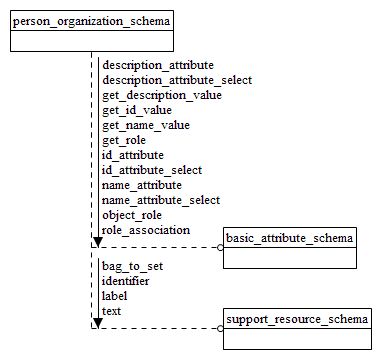 person_organization_schema
description_attribute
description_attribute_select
get_description_value
get_id_value
get_name_value
get_role
id_attribute
id_attribute_select
name_attribute
name_attribute_select
object_role
role_association
basic_attribute_schema
bag_to_set
identifier
label
text
support_resource_schema